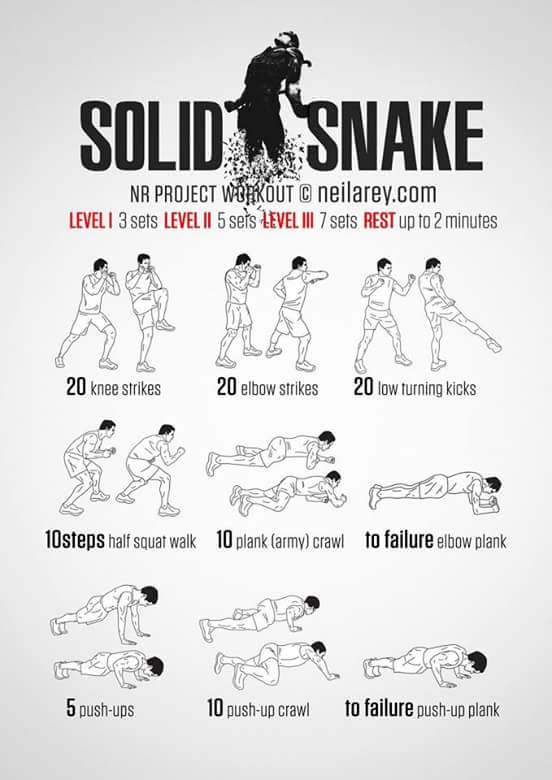 SOLID SNAKE
NR PROJECT WORKOUT © neilarey.com
LEVEL I 3 sets LEVEL II 5 sets LEVEL III 7 sets REST up to 2 minutes
20 knee strikes
20 elbow strikes
20 low turning kicks
10steps half squat walk
10 plank (army) crawl
to failure elbow plank
5 push-ups
10 push-up crawl
to failure push-up plank